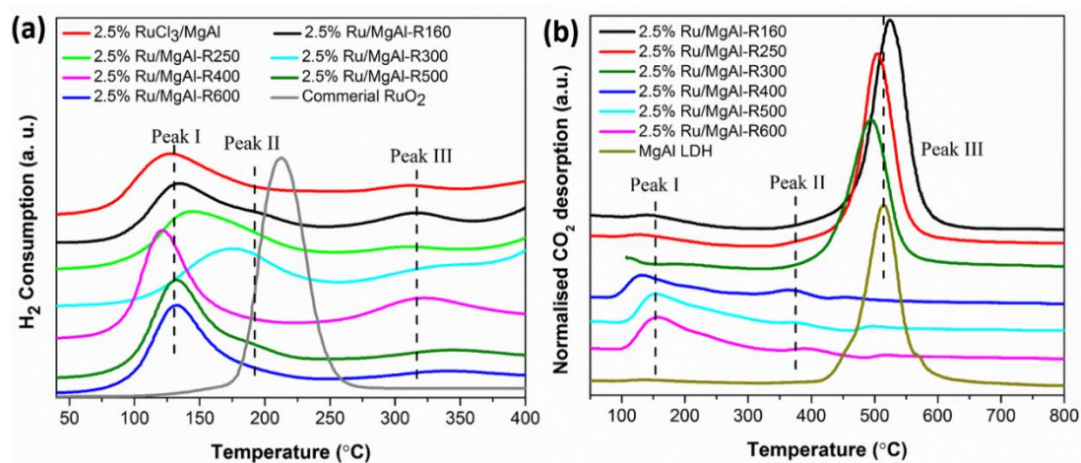 (a)
2.5% RuCl3/MgAl
2.5% Ru/MgAl-R160
2.5% Ru/MgAl-R250
2.5% Ru/MgAl-R300
2.5% Ru/MgAl-R400
2.5% Ru/MgAl-R500
2.5% Ru/MgAl-R600
Commerial RuO2
Peak I
Peak II
Peak III
H2 Consumption (a. u.)
50 100 150 200 250 300 350 400
Temperature (°C)
(b)
2.5% Ru/MgAl-R160
2.5% Ru/MgAl-R250
2.5% Ru/MgAl-R300
2.5% Ru/MgAl-R400
2.5% Ru/MgAl-R500
2.5% Ru/MgAl-R600
MgAl LDH
Peak I
Peak II
Peak III
Normalised CO2 desorption (a.u.)
100 200 300 400 500 600 700 800
Temperature (°C)